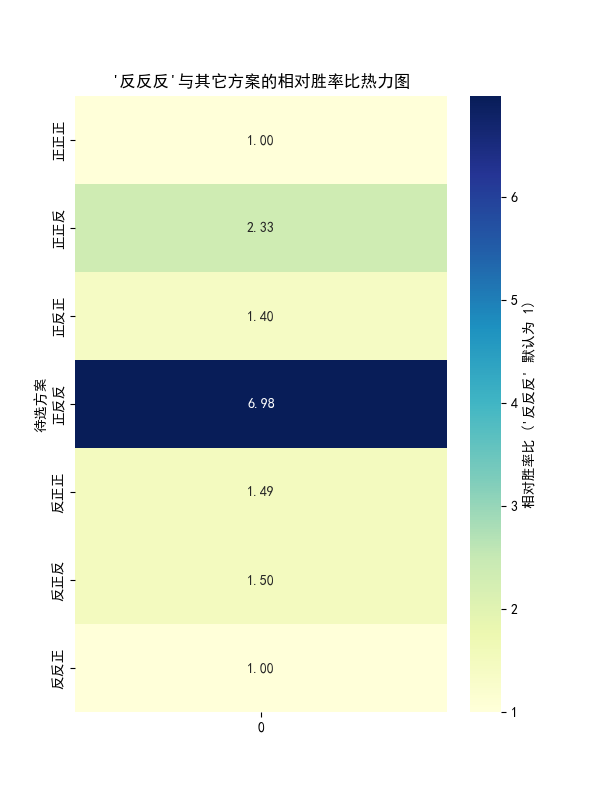 '反反反'与其它方案的相对胜率比热力图
待选方案
正正正
1.00
正正反
2.33
正反正
1.40
正反反
6.98
反正正
1.49
反正反
1.50
反反正
1.00
0
6
5
4
3
2
1
相对胜率比 ('反反反' 默认为 1)